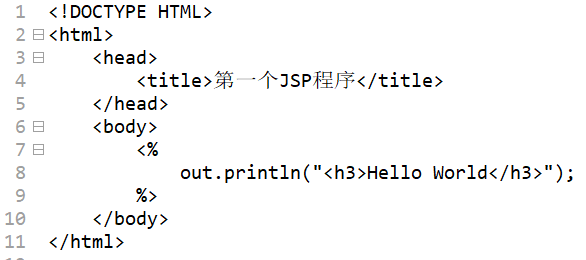 1 <!DOCTYPE HTML>
2 <html>
3 <head>
4 <title>第一个JSP程序</title>
5 </head>
6 <body>
7 <%
8 out.println("<h3>Hello World</h3>");
9 %>
10 </body>
11 </html>